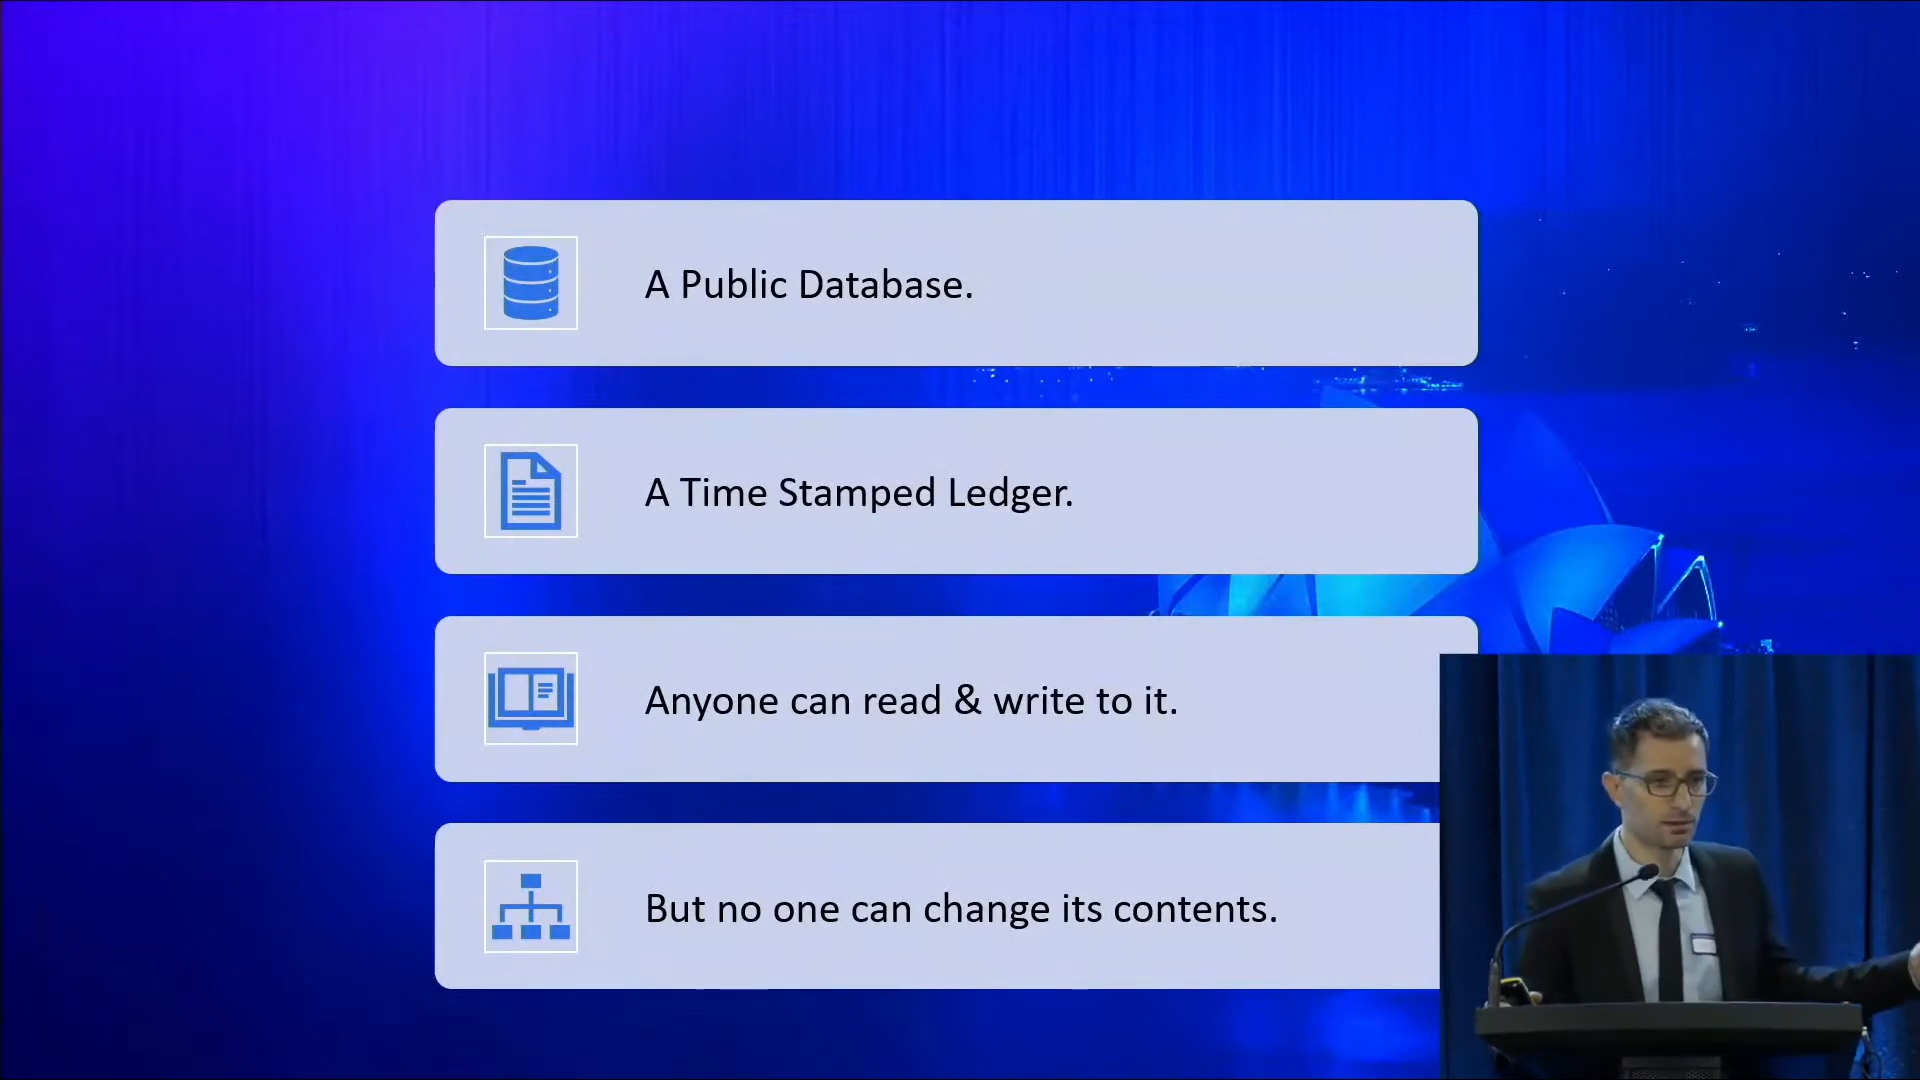 A Public Database.
A Time Stamped Ledger.
Anyone can read & write to it.
But no one can change its contents.